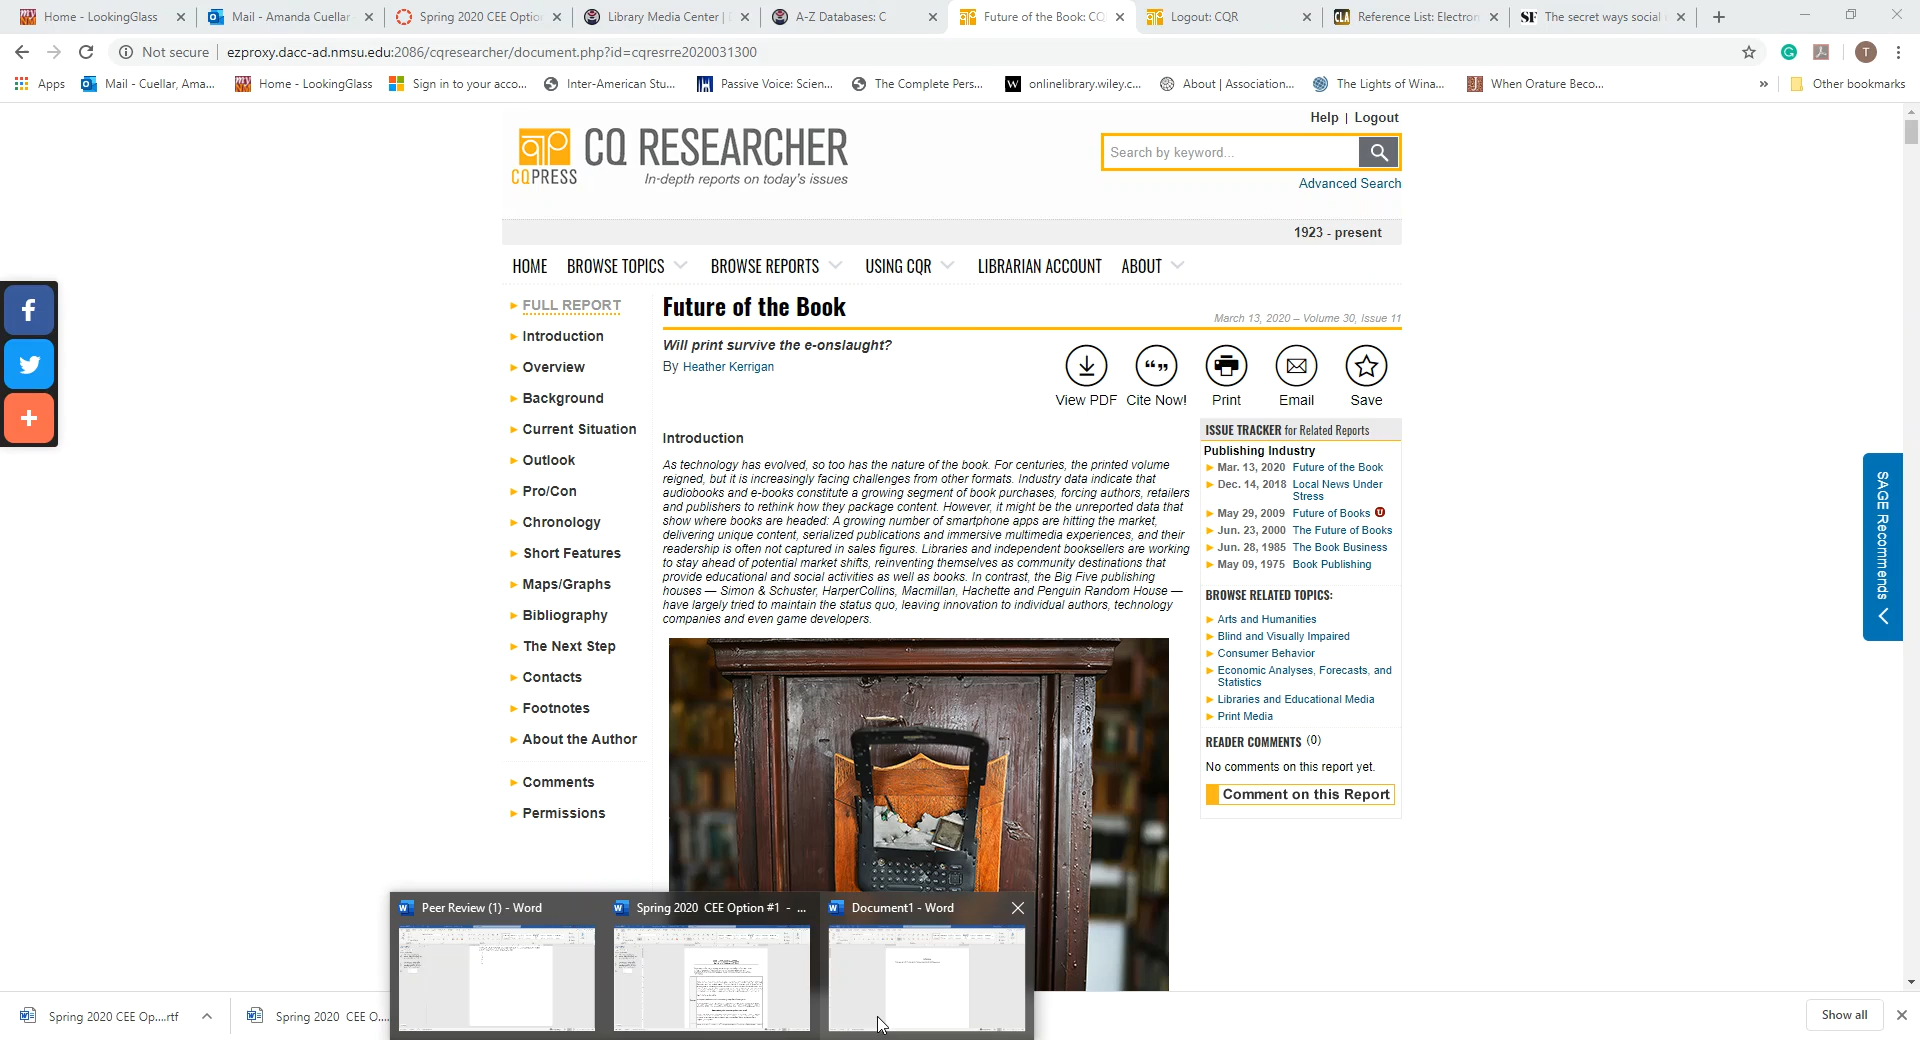 Home - LookingGlass
Mail - Amanda Cuellar
Spring 2020 CEE Option
Library Media Center |
A-Z Databases: C
Future of the Book: CQ
Logout: CQR
Reference List: Electron
The secret ways social
Not secure | ezproxy.dacc-ad.nmsu.edu:2086/cqresearcher/document.php?id=cqresrre2020031300
T
Apps
Mail - Cuellar, Ama...
Home - LookingGlass
Sign in to your acco...
Inter-American Stu...
Passive Voice: Scien...
The Complete Pers...
onlinelibrary.wiley.c...
About | Association...
The Lights of Wina...
When Orature Beco...
»
Other bookmarks
Help | Logout
CQ RESEARCHER
CQPRESS
In-depth reports on today's issues
Search by keyword...
Advanced Search
1923 - present
HOME
BROWSE TOPICS
BROWSE REPORTS
USING CQR
LIBRARIAN ACCOUNT
ABOUT
FULL REPORT
Introduction
Overview
Background
Current Situation
Outlook
Pro/Con
Chronology
Short Features
Maps/Graphs
Bibliography
The Next Step
Contacts
Footnotes
About the Author
Comments
Permissions
Future of the Book
March 13, 2020 – Volume 30, Issue 11
Will print survive the e-onslaught?
By Heather Kerrigan
View PDF
Cite Now!
Print
Email
Save
Introduction
As technology has evolved, so too has the nature of the book. For centuries, the printed volume
reigned, but it is increasingly facing challenges from other formats. Industry data indicate that
audiobooks and e-books constitute a growing segment of book purchases, forcing authors, retailers
and publishers to rethink how they package content. However, it might be the unreported data that
show where books are headed: A growing number of smartphone apps are hitting the market,
delivering unique content, serialized publications and immersive multimedia experiences, and their
readership is often not captured in sales figures. Libraries and independent booksellers are working
to stay ahead of potential market shifts, reinventing themselves as community destinations that
provide educational and social activities as well as books. In contrast, the Big Five publishing
houses — Simon & Schuster, HarperCollins, Macmillan, Hachette and Penguin Random House —
have largely tried to maintain the status quo, leaving innovation to individual authors, technology
companies and even game developers.
ISSUE TRACKER for Related Reports
Publishing Industry
Mar. 13, 2020 Future of the Book
Dec. 14, 2018 Local News Under
Stress
May 29, 2009 Future of Books U
Jun. 23, 2000 The Future of Books
Jun. 28, 1985 The Book Business
May 09, 1975 Book Publishing
BROWSE RELATED TOPICS:
Arts and Humanities
Blind and Visually Impaired
Consumer Behavior
Economic Analyses, Forecasts, and
Statistics
Libraries and Educational Media
Print Media
READER COMMENTS (0)
No comments on this report yet.
Comment on this Report
SAGE Recommends
Peer Review (1) - Word
Spring 2020 CEE Option #1 - ...
Document1 - Word
Spring 2020 CEE Op....rtf
Spring 2020 CEE O....
Show all